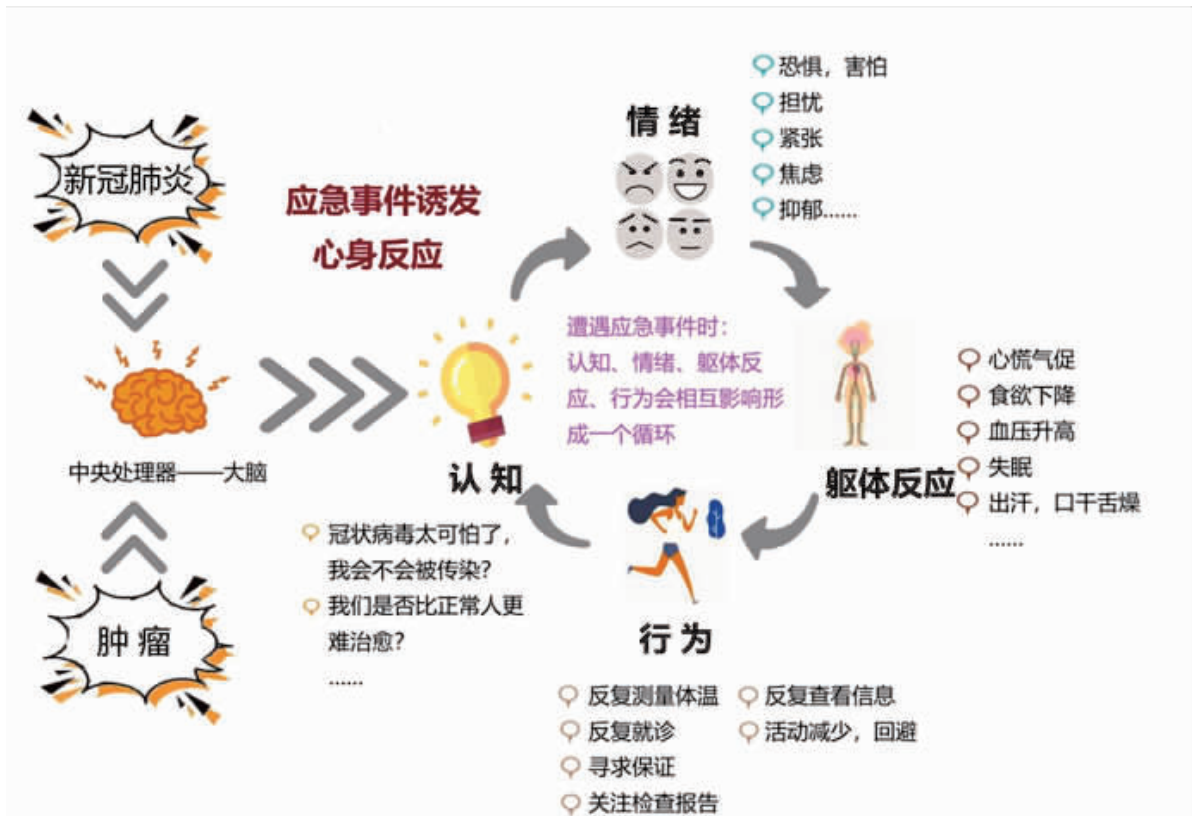 新冠肺炎
应急事件诱发
心身反应
中央处理器——大脑
肿 瘤
认 知
冠状病毒太可怕了，
我会不会被传染？
我们是否比正常人更
难治愈？
......
情 绪
恐惧，害怕
担忧
紧张
焦虑
抑郁......
遭遇应急事件时：
认知、情绪、躯体反
应、行为会相互影响形
成一个循环
躯体反应
心慌气促
食欲下降
血压升高
失眠
出汗，口干舌燥
......
行 为
反复测量体温
反复就诊
寻求保证
关注检查报告
反复查看信息
活动减少，回避